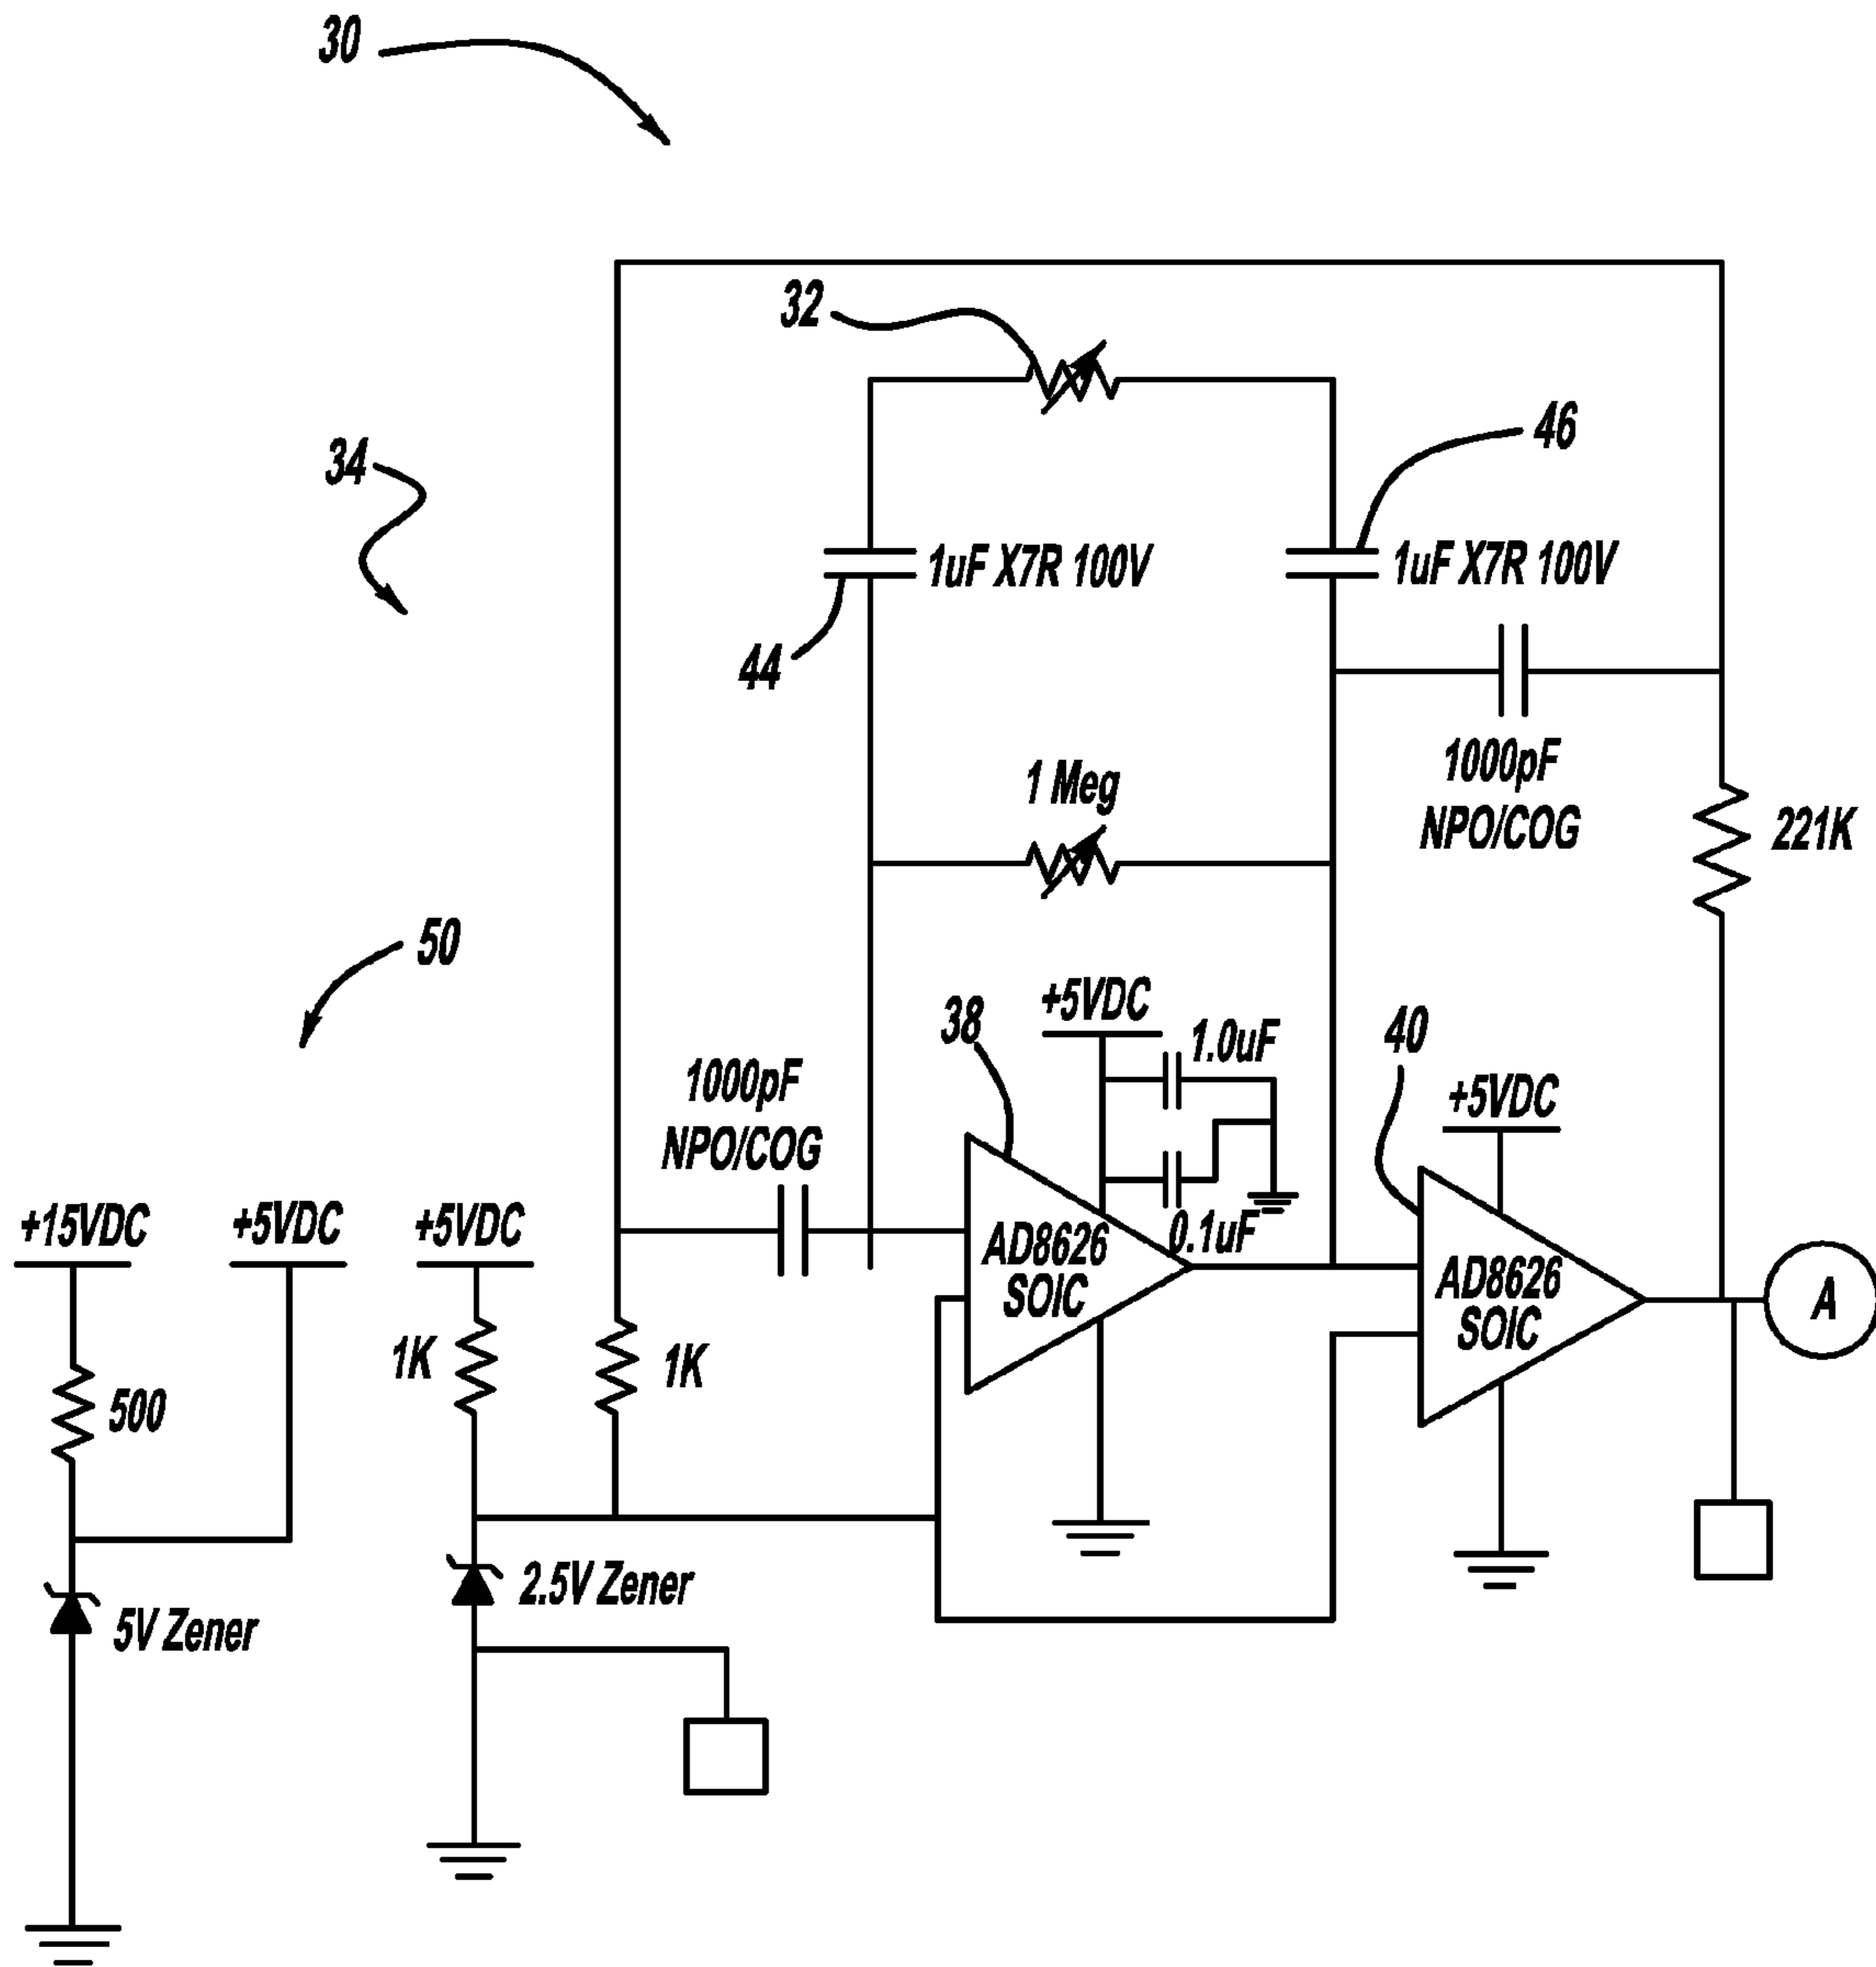 30
32
46
34
1uF X7R 100V
1uF X7R 100V
44
1000pF
NPO/COG
1 Meg
221K
50
38
+5VDC
1.0uF
40
1000pF
NPO/COG
+5VDC
+15VDC
+5VDC
+5VDC
0.1uF
AD8626
SOIC
AD8626
SOIC
A
1K
1K
500
2.5V Zener
5V Zener